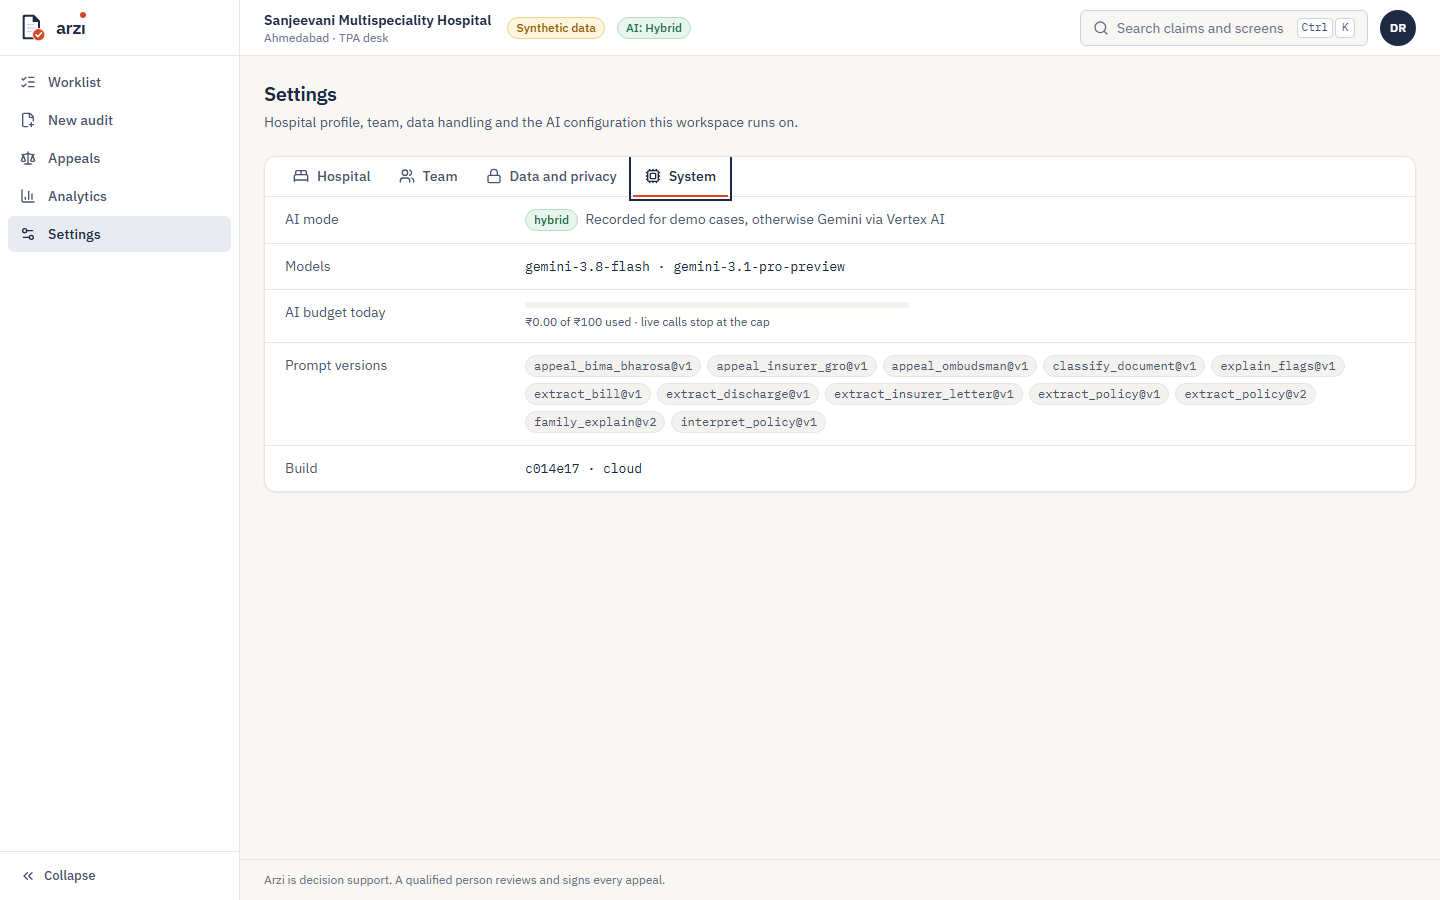 arzi
Sanjeevani Multispeciality Hospital
Ahmedabad · TPA desk
Synthetic data
AI: Hybrid
Search claims and screens
Ctrl K
DR
Worklist
New audit
Appeals
Analytics
Settings
Collapse
Settings
Hospital profile, team, data handling and the AI configuration this workspace runs on.
Hospital
Team
Data and privacy
System
AI mode
hybrid Recorded for demo cases, otherwise Gemini via Vertex AI
Models
gemini-3.8-flash · gemini-3.1-pro-preview
AI budget today
₹0.00 of ₹100 used · live calls stop at the cap
Prompt versions
appeal_bima_bharosa@v1 appeal_insurer_gro@v1 appeal_ombudsman@v1 classify_document@v1 explain_flags@v1
extract_bill@v1 extract_discharge@v1 extract_insurer_letter@v1 extract_policy@v1 extract_policy@v2
family_explain@v2 interpret_policy@v1
Build
c014e17 · cloud
Arzi is decision support. A qualified person reviews and signs every appeal.